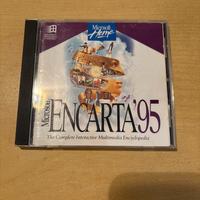 Microsoft
Home
Microsoft
ENCARTA'95
The Complete Interactive Multimedia Encyclopedia